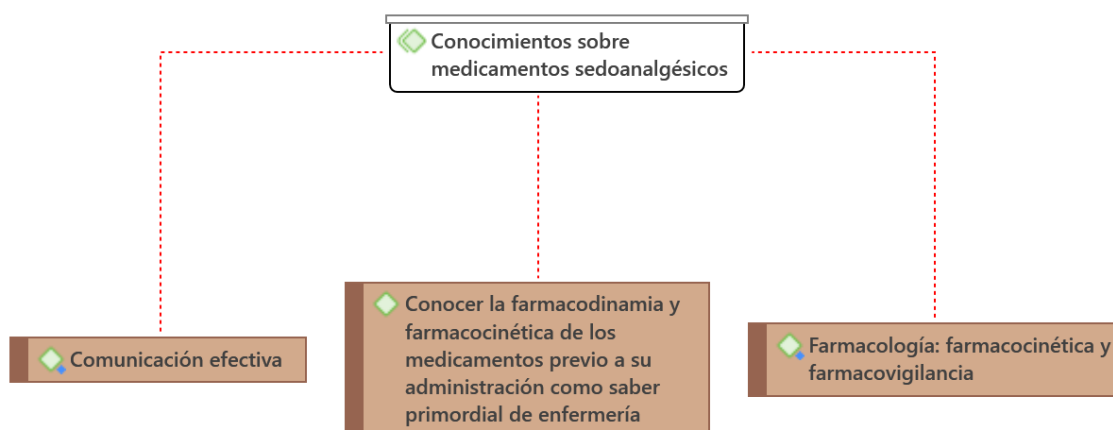 Conocimientos sobre
medicamentos sedoanalgésicos
Comunicación efectiva
Conocer la farmacodinamia y
farmacocinética de los
medicamentos previo a su
administración como saber
primordial de enfermería
Farmacología: farmacocinética y
farmacovigilancia